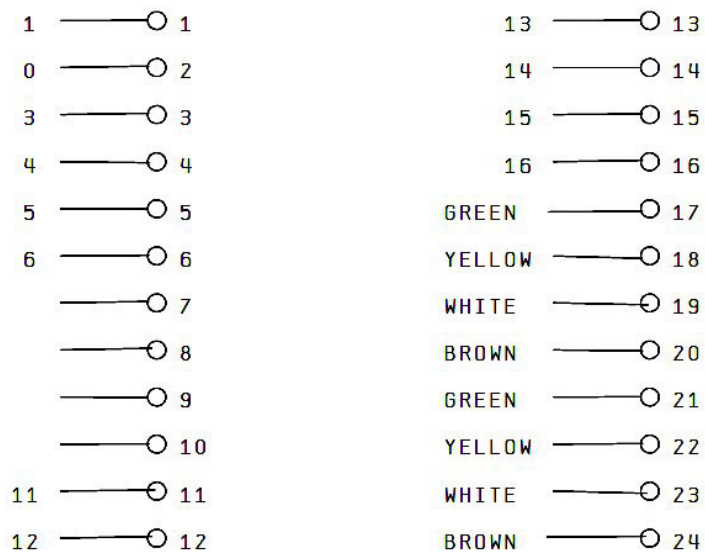 1 1
0 2
3 3
4 4
5 5
6 6
7
8
9
10
11 11
12 12
13 13
14 14
15 15
16 16
GREEN 17
YELLOW 18
WHITE 19
BROWN 20
GREEN 21
YELLOW 22
WHITE 23
BROWN 24